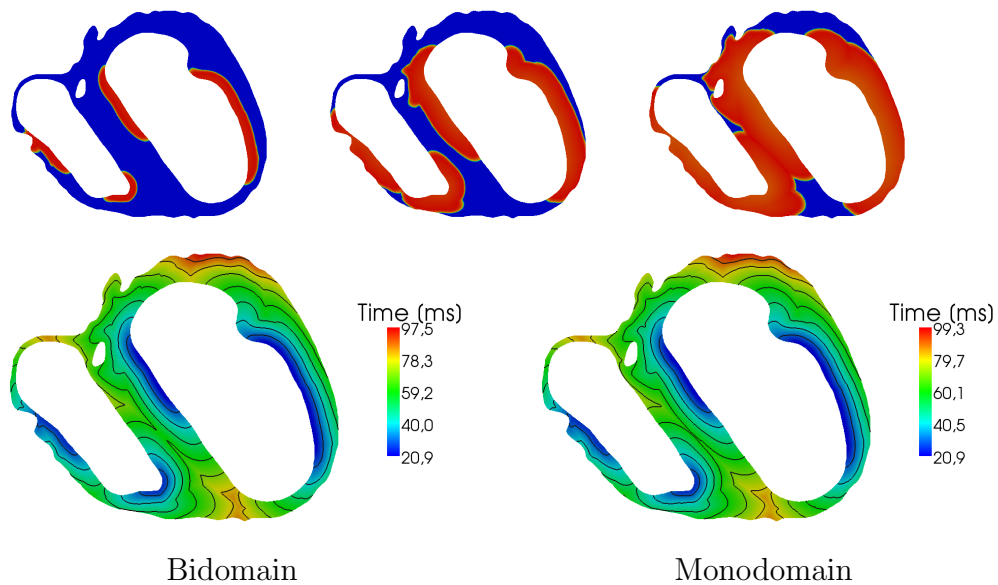 Time (ms)
97,5
78,3
59,2
40,0
20,9
Time (ms)
99,3
79,7
60,1
40,5
20,9
Bidomain
Monodomain